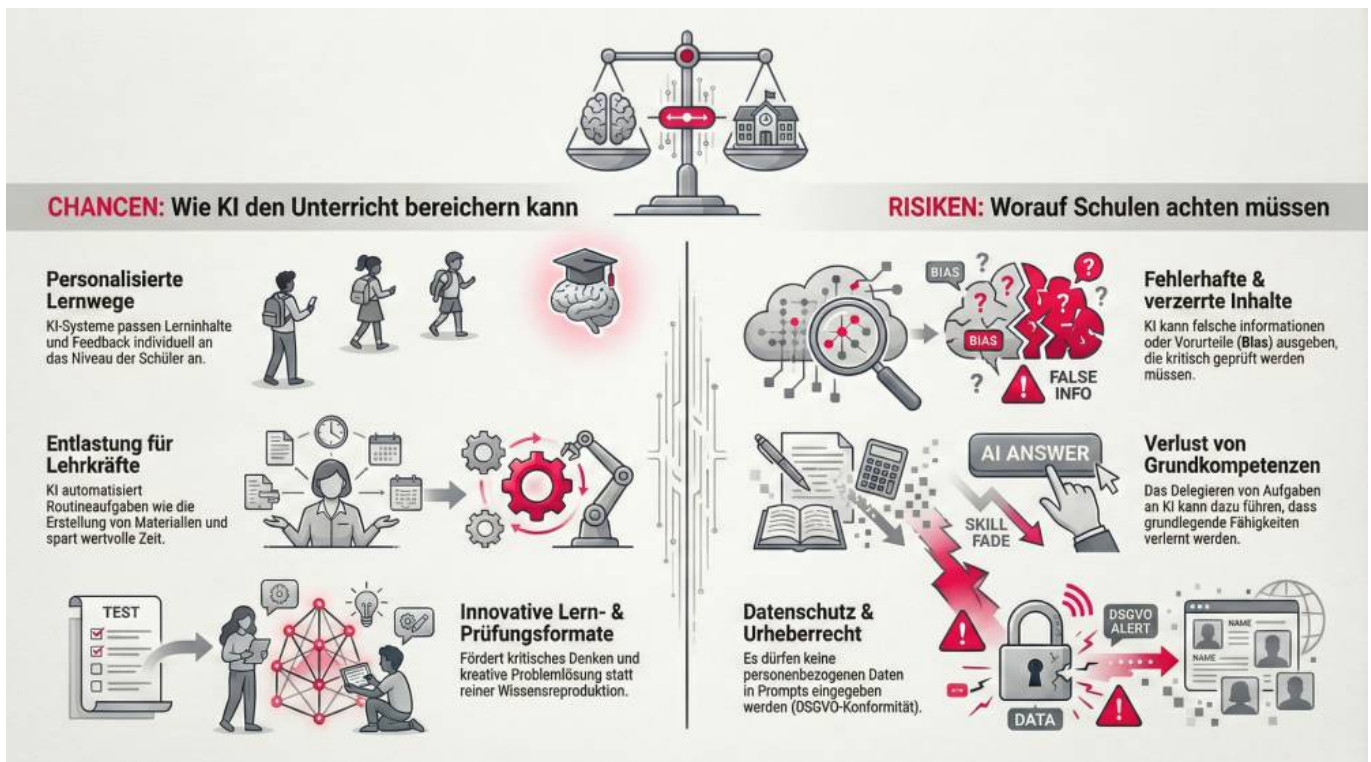 CHANCEN: Wie KI den Unterricht bereichern kann
Personalisierte
Lernwege
KI-Systeme passen Lerninhalte
und Feedback individuell an
das Niveau der Schüler an.
Entlastung für
Lehrkräfte
KI automatisiert
Routineaufgaben wie die
Erstellung von Materiallen und
spart wertvolle Zeit.
TEST
Innovative Lern- &
Prüfungsformate
Fördert kritisches Denken und
kreative Problemlösung statt
reiner Wissensreproduktion.
RISIKEN: Worauf Schulen achten müssen
BIAS
BIAS
FALSE
INFO
Fehlerhafte &
verzerrte Inhalte
KI kann falsche informationen
oder Vorurteile (Blas) ausgeben,
die kritisch geprüft werden
müssen.
AI ANSWER
SKILL
FADE
Verlust von
Grundkompetenzen
Das Delegieren von Aufgaben
an KI kann dazu führen, dass
grundlegende Fähigkeiten
verlernt werden.
Datenschutz &
Urheberrecht
Es dürfen keine
personenbezogenen Daten
in Prompts eingegeben
werden (DSGVO-Konformität).
DATA
DSGVO
ALERT
NAME
NAME